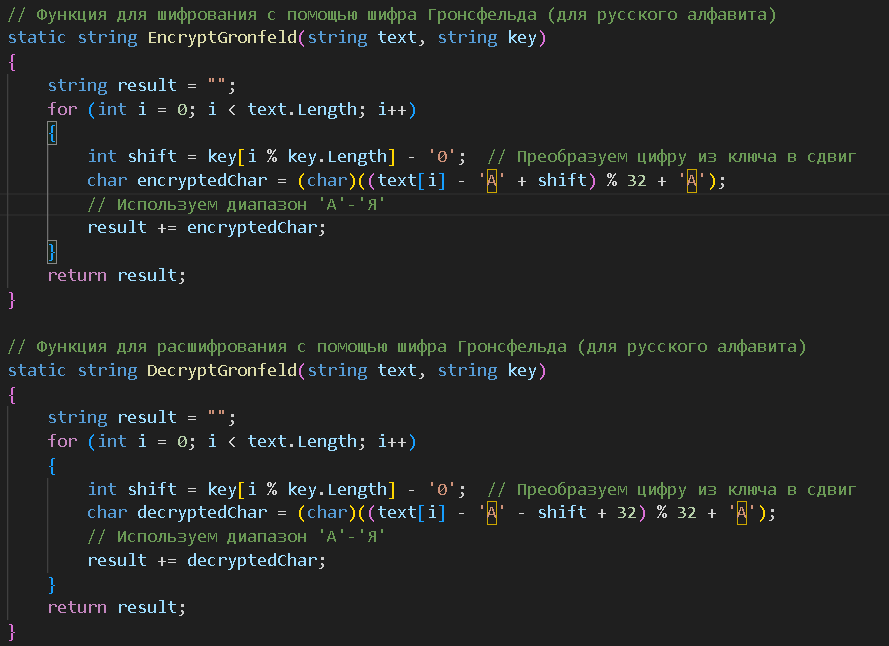 // Функция для шифрования с помощью шифра Гронсфельда (для русского алфавита)
static string EncryptGronfeld(string text, string key)
{
    string result = "";
    for (int i = 0; i < text.Length; i++)
    {
        int shift = key[i % key.Length] - '0';  // Преобразуем цифру из ключа в сдвиг
        char encryptedChar = (char)((text[i] - 'А' + shift) % 32 + 'А');
        // Используем диапазон 'А'-'Я'
        result += encryptedChar;
    }
    return result;
}

// Функция для расшифрования с помощью шифра Гронсфельда (для русского алфавита)
static string DecryptGronfeld(string text, string key)
{
    string result = "";
    for (int i = 0; i < text.Length; i++)
    {
        int shift = key[i % key.Length] - '0';  // Преобразуем цифру из ключа в сдвиг
        char decryptedChar = (char)((text[i] - 'А' - shift + 32) % 32 + 'А');
        // Используем диапазон 'А'-'Я'
        result += decryptedChar;
    }
    return result;
}